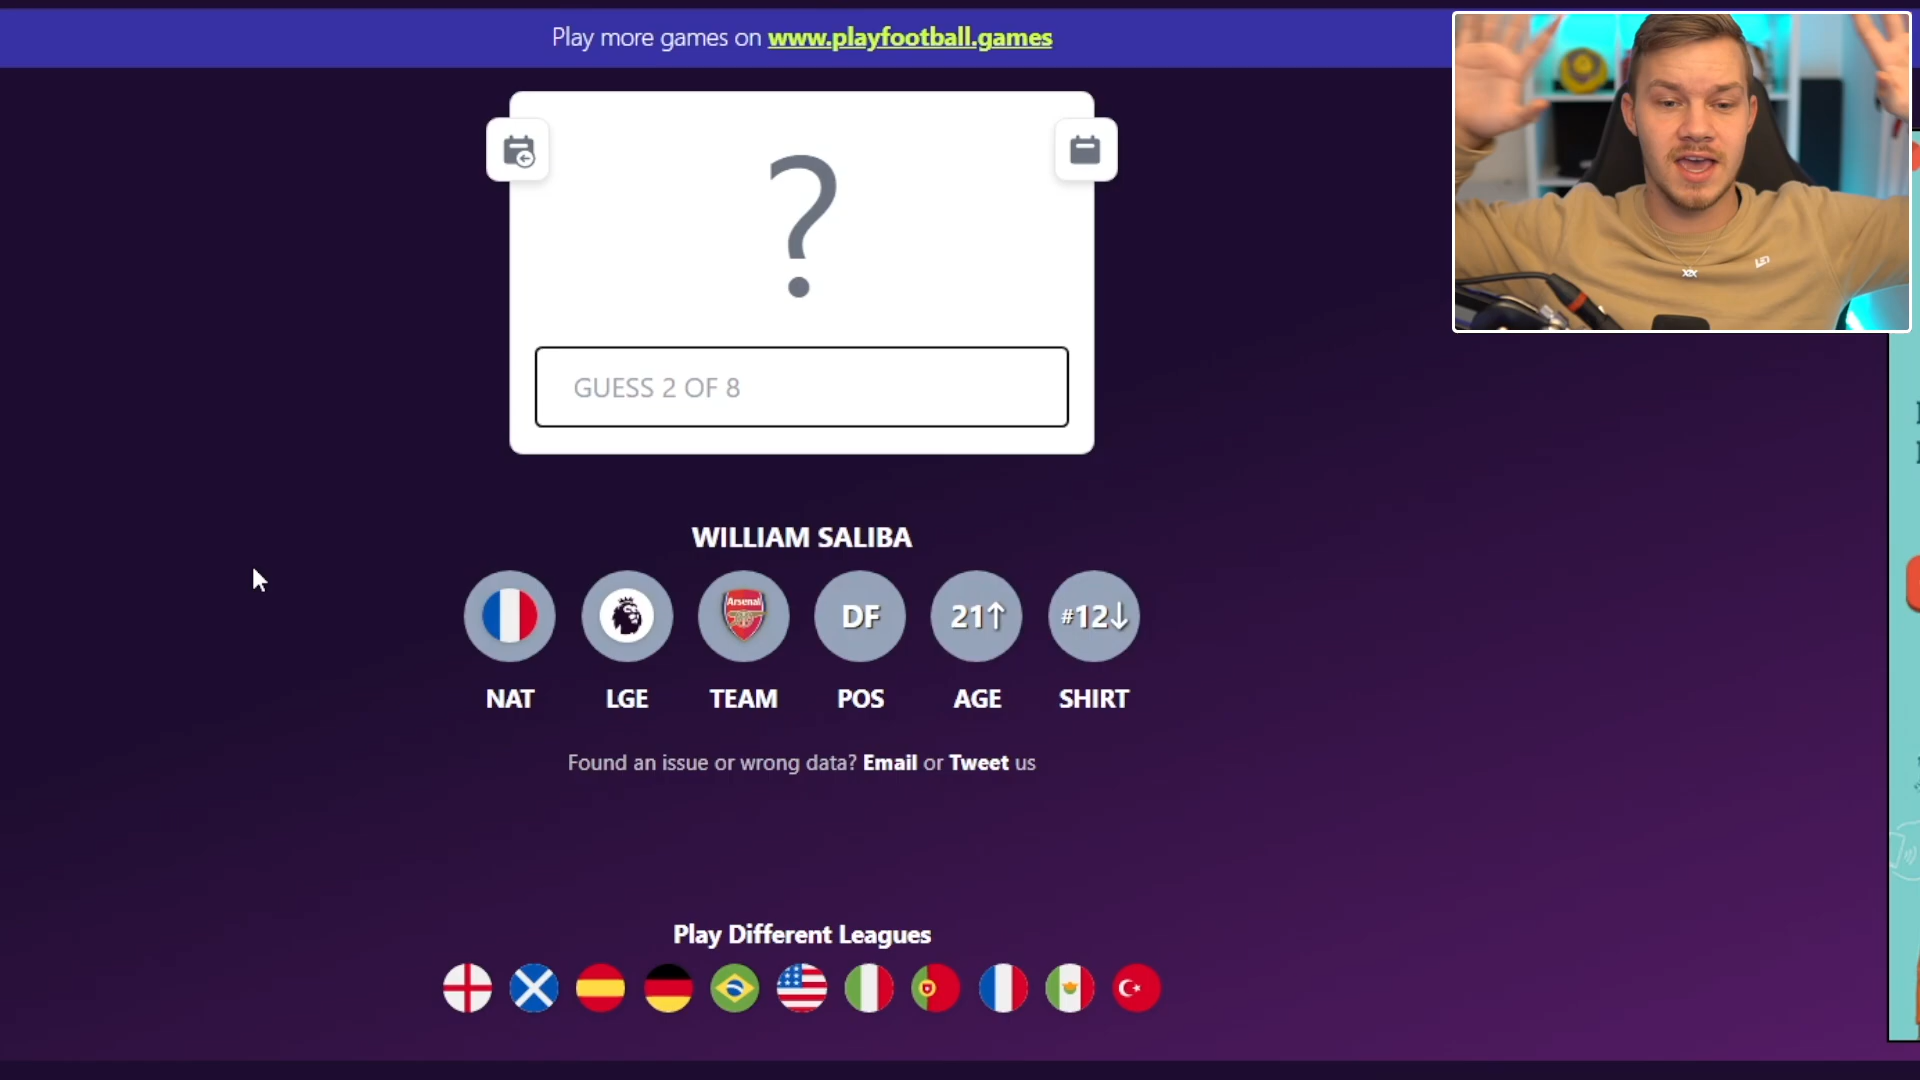 Play more games on www.playfootball.games
?
GUESS 2 OF 8
WILLIAM SALIBA
Arsenal
DF
21↑
#12↓
NAT
LGE
TEAM
POS
AGE
SHIRT
Found an issue or wrong data? Email or Tweet us
Play Different Leagues